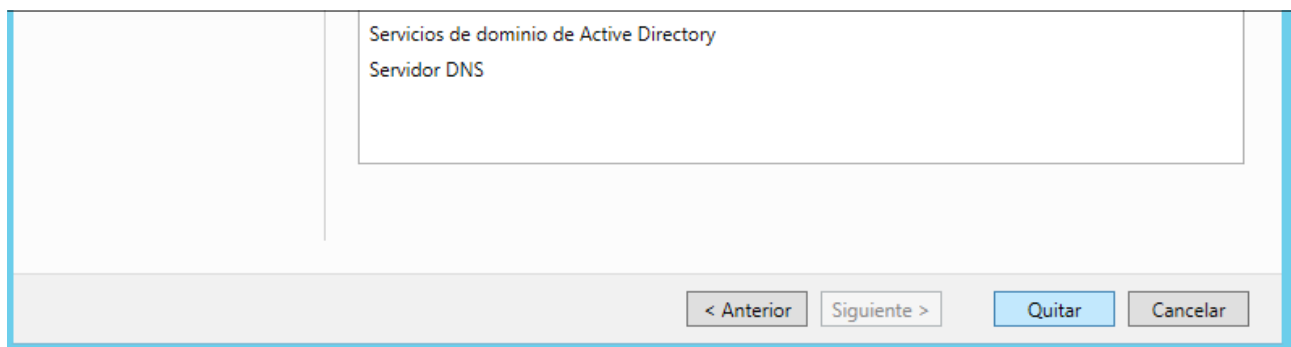 Servicios de dominio de Active Directory
Servidor DNS
< Anterior Siguiente > Quitar Cancelar